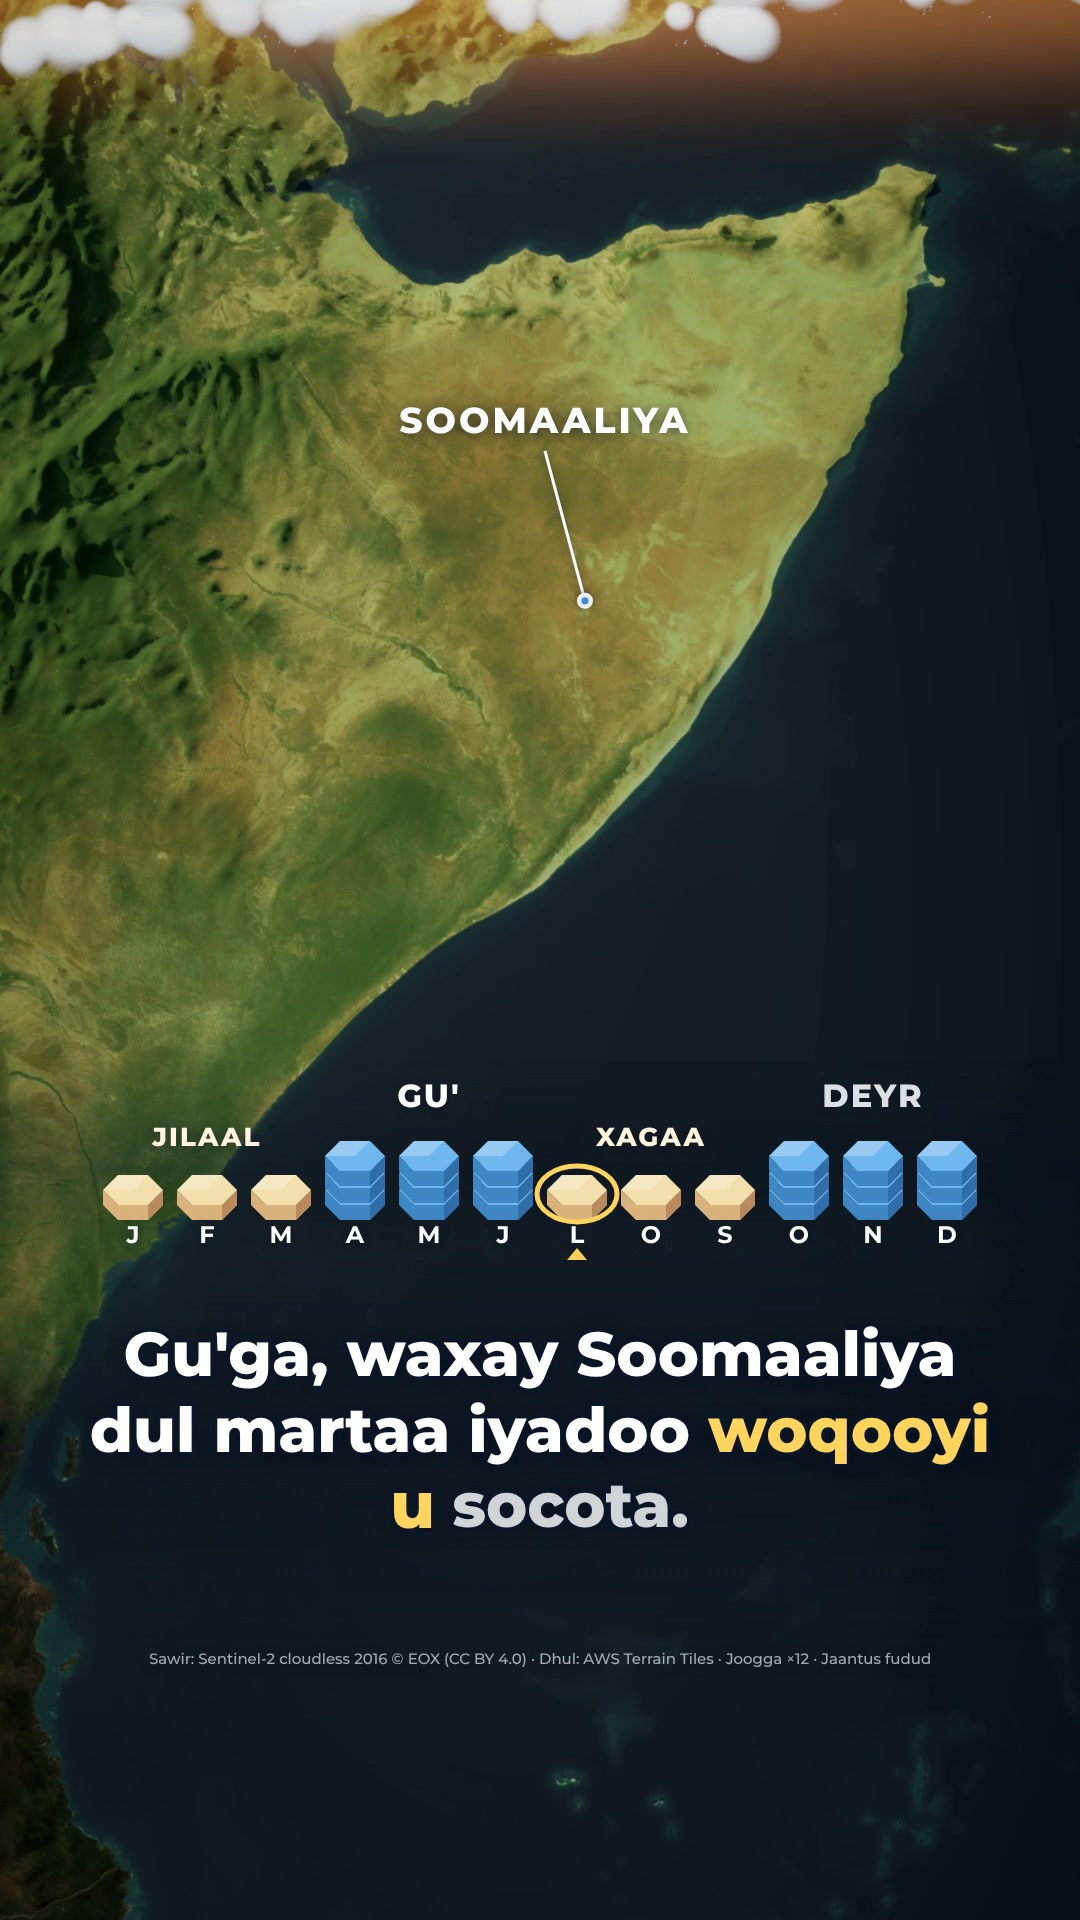 SOOMAALIYA
GU'
DEYR
JILAAL
XAGAA
J F M A M J L O S O N D
Gu'ga, waxay Soomaaliya
dul martaa iyadoo woqooyi
u socota.
Sawir: Sentinel-2 cloudless 2016 © EOX (CC BY 4.0) · Dhul: AWS Terrain Tiles · Joogga ×12 · Jaantus fudud